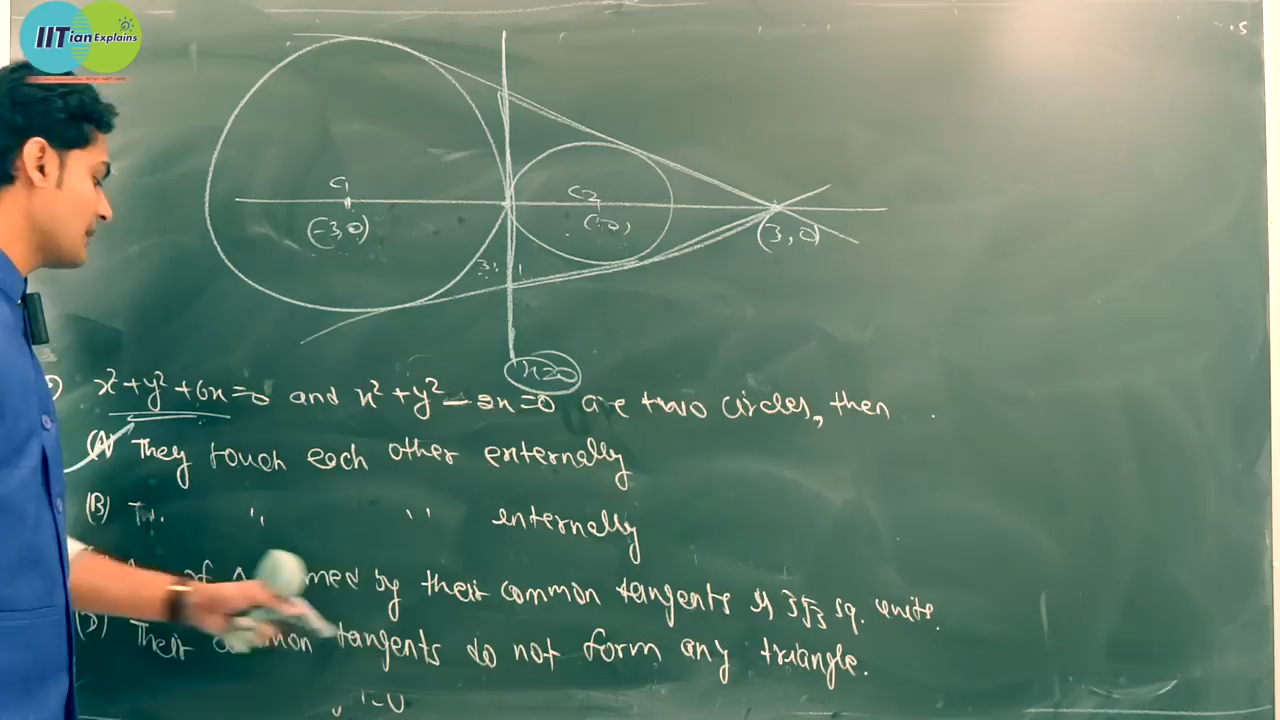 IITian Explains
C1
C2
(-3,0)
(1,0)
(3,0)
3:1
x=0
x²+y²+6x=0 and x²+y²-2x=0 are two circles, then
(A) They touch each other externally
(B) " " internally
of by their common tangents is 3√3 sq. units.
(D) Their common tangents do not form any triangle.